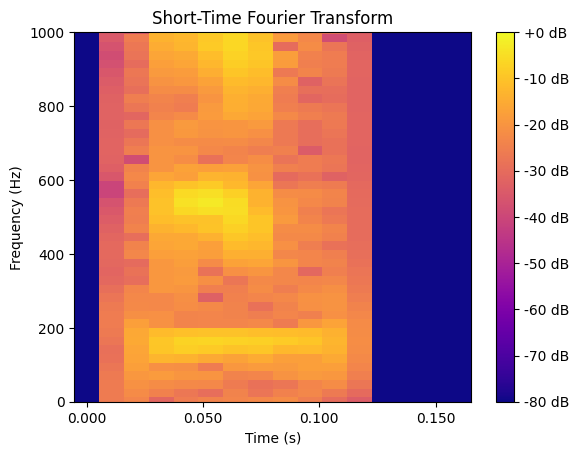 Short-Time Fourier Transform
1000
800
600
400
200
0
Frequency (Hz)
0.000
0.050
0.100
0.150
Time (s)
+0 dB
-10 dB
-20 dB
-30 dB
-40 dB
-50 dB
-60 dB
-70 dB
-80 dB